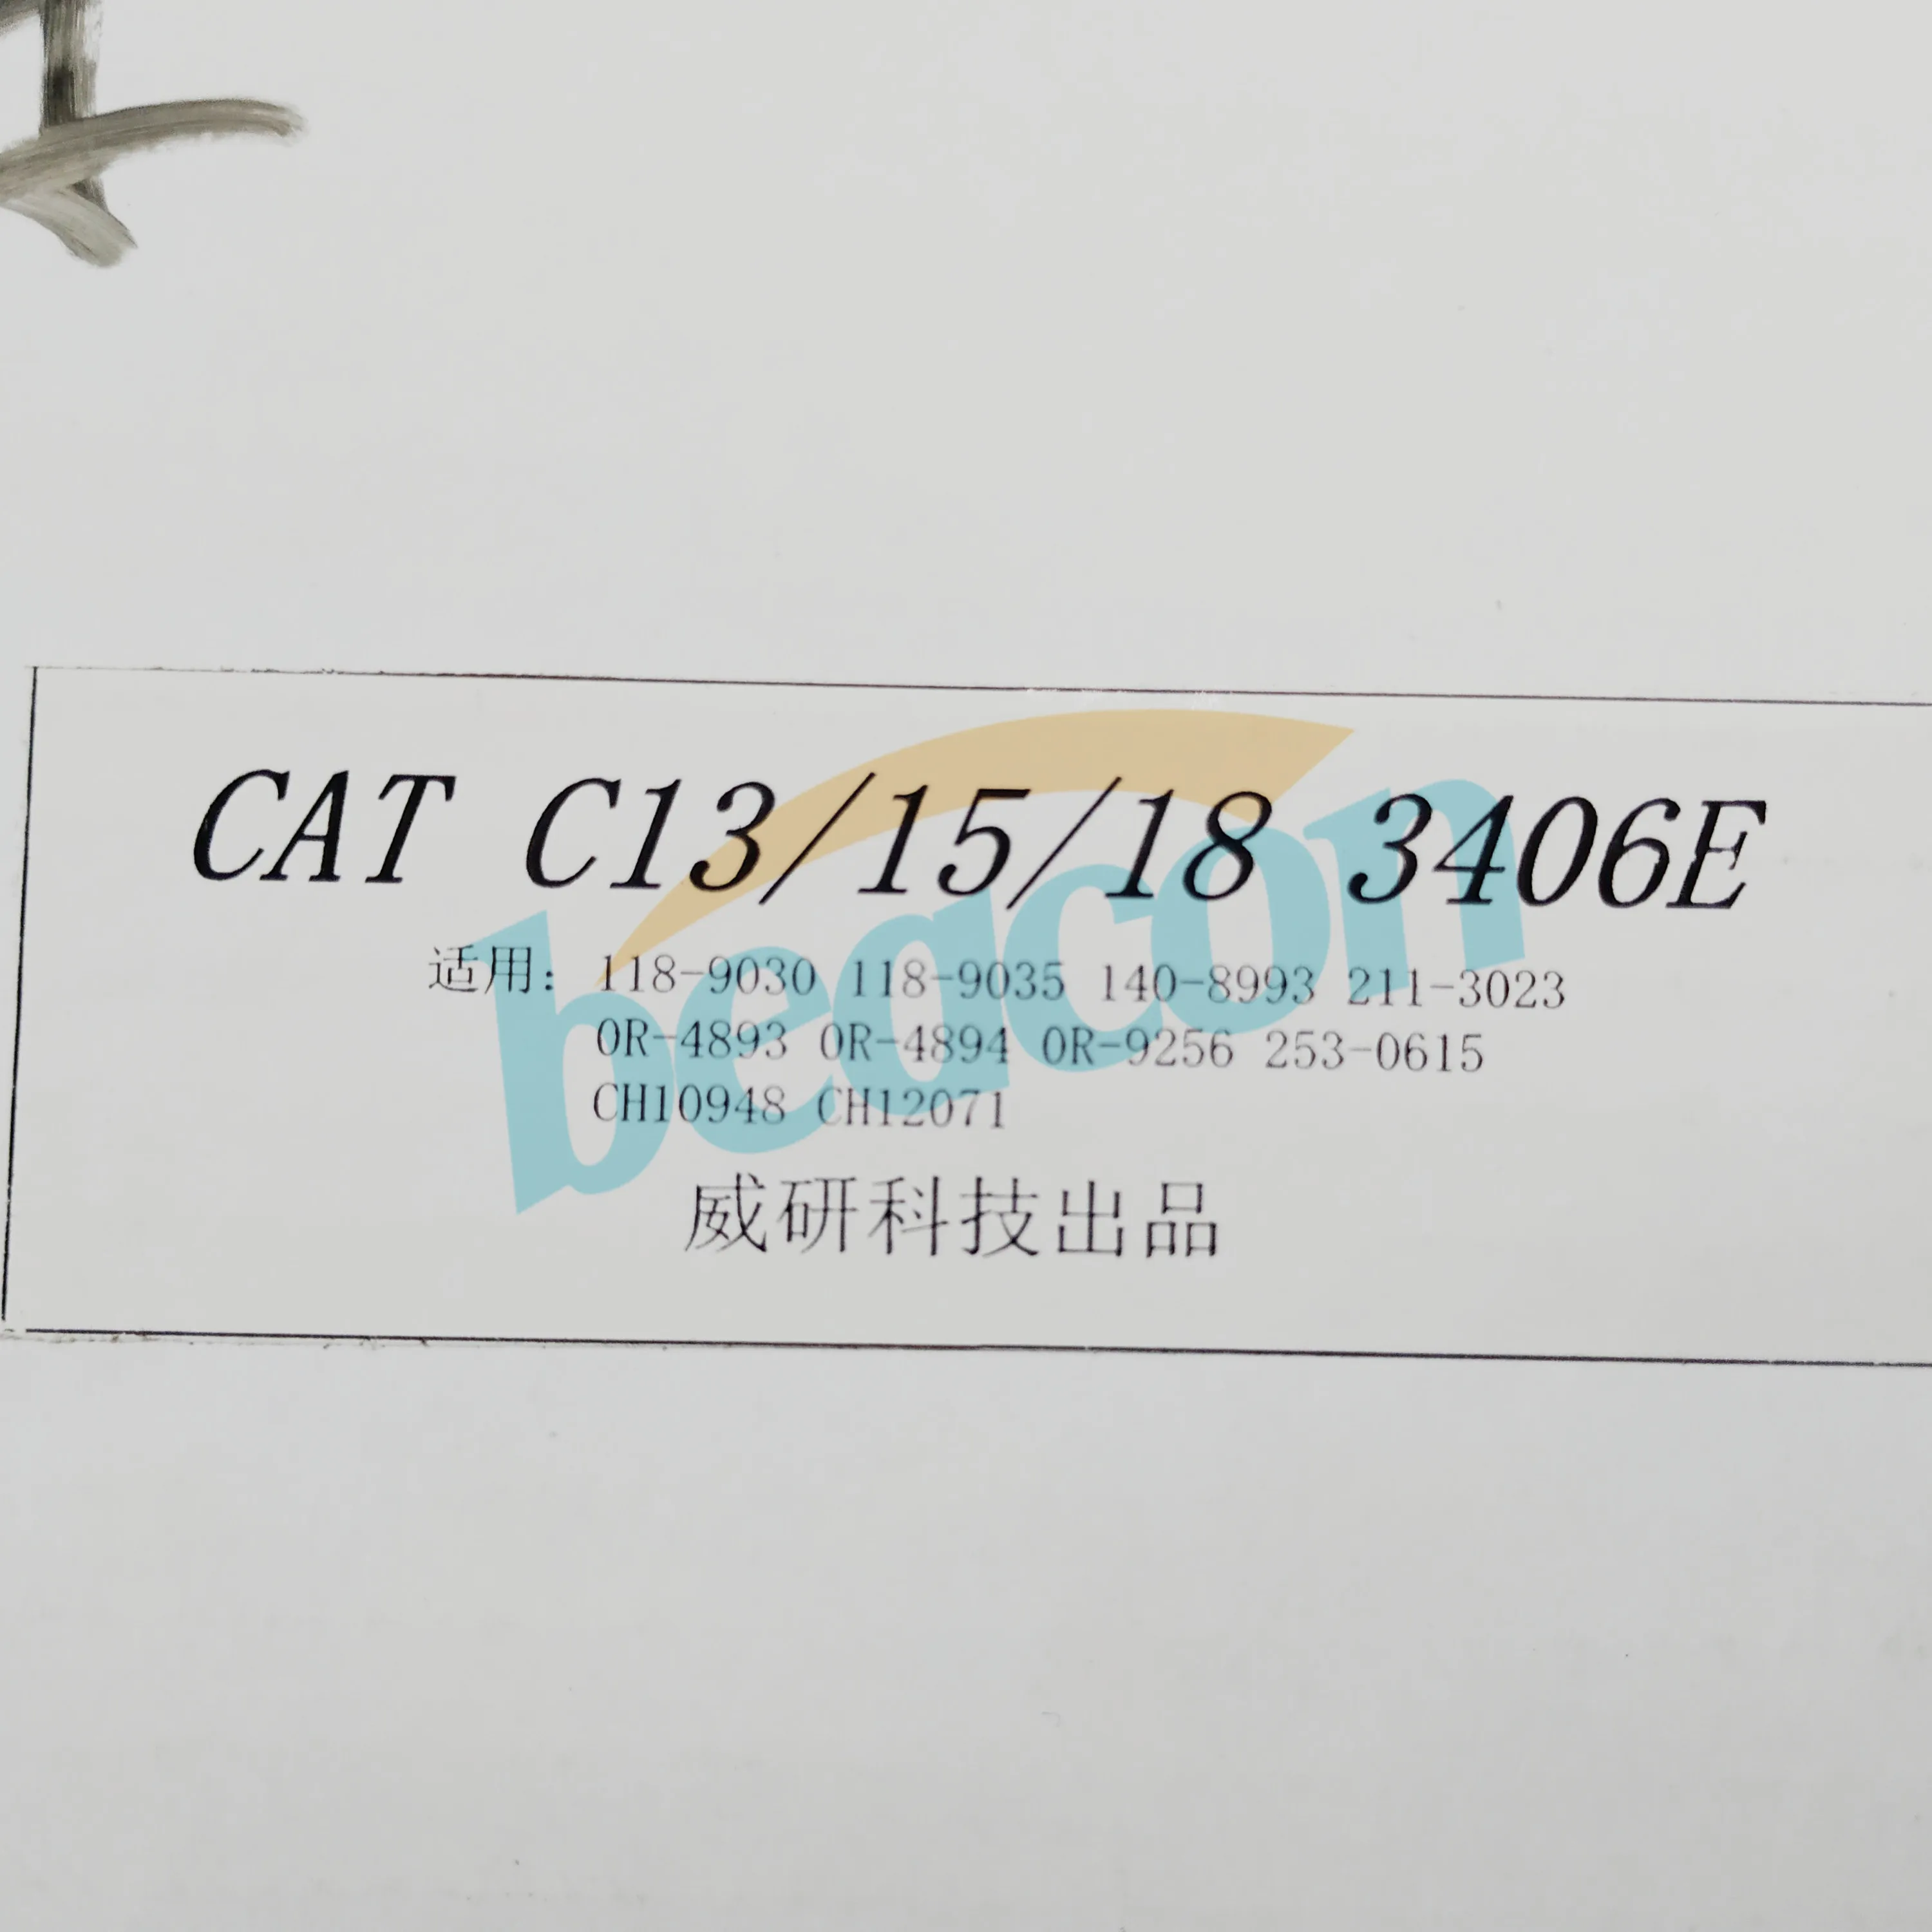 CAT C13/15/18 3406E
适用: 118-9030 118-9035 140-8993 211-3023
OR-4893 OR-4894 OR-9256 253-0615
CH10948 CH12071
威研科技出品
beacon